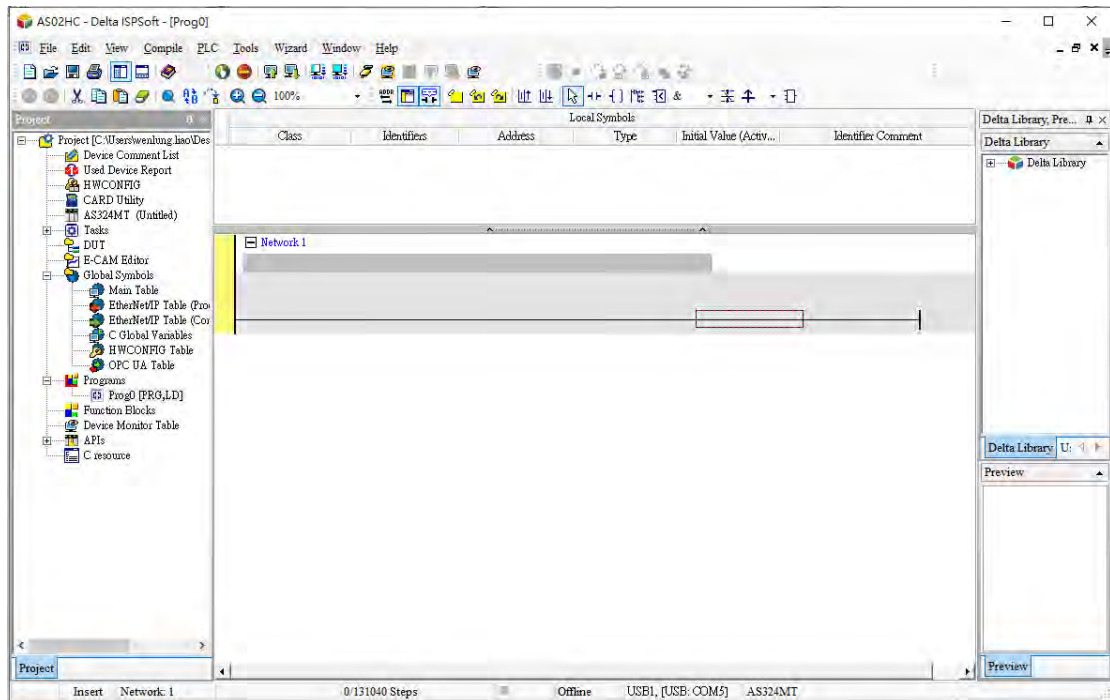 AS02HC - Delta ISPSoft - [Prog0]
File Edit View Compile PLC Tools Wizard Window Help
100%
Project
Project [C:\Users\wenlung.liao\Des
Device Comment List
Used Device Report
HWCONFIG
CARD Utility
AS324MT (Untitled)
Tasks
DUT
E-CAM Editor
Global Symbols
Main Table
EtherNet/IP Table (Pro
EtherNet/IP Table (Cor
C Global Variables
HWCONFIG Table
OPC UA Table
Programs
Prog0 [PRG,LD]
Function Blocks
Device Monitor Table
APIs
C resource
Project
Local Symbols
Class Identifiers Address Type Initial Value (Activ... Identifier Comment
Network 1
Delta Library, Pre...
Delta Library
Delta Library
Delta Library U:
Preview
Preview
Insert Network: 1 0/131040 Steps Offline USB1, [USB: COM5] AS324MT